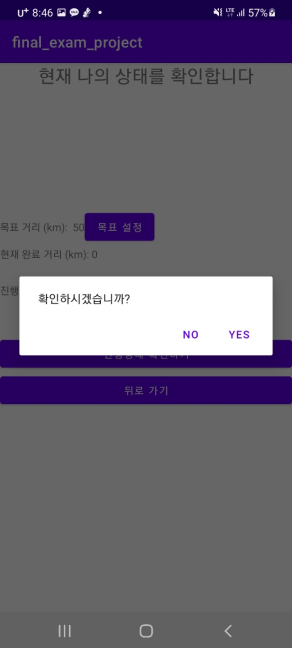 U+ 8:46 LTE 57%
final_exam_project
현재 나의 상태를 확인합니다
목표 거리 (km): 50 목표 설정
현재 완료 거리 (km): 0
진행
확인하시겠습니까?
NO YES
뒤로 가기